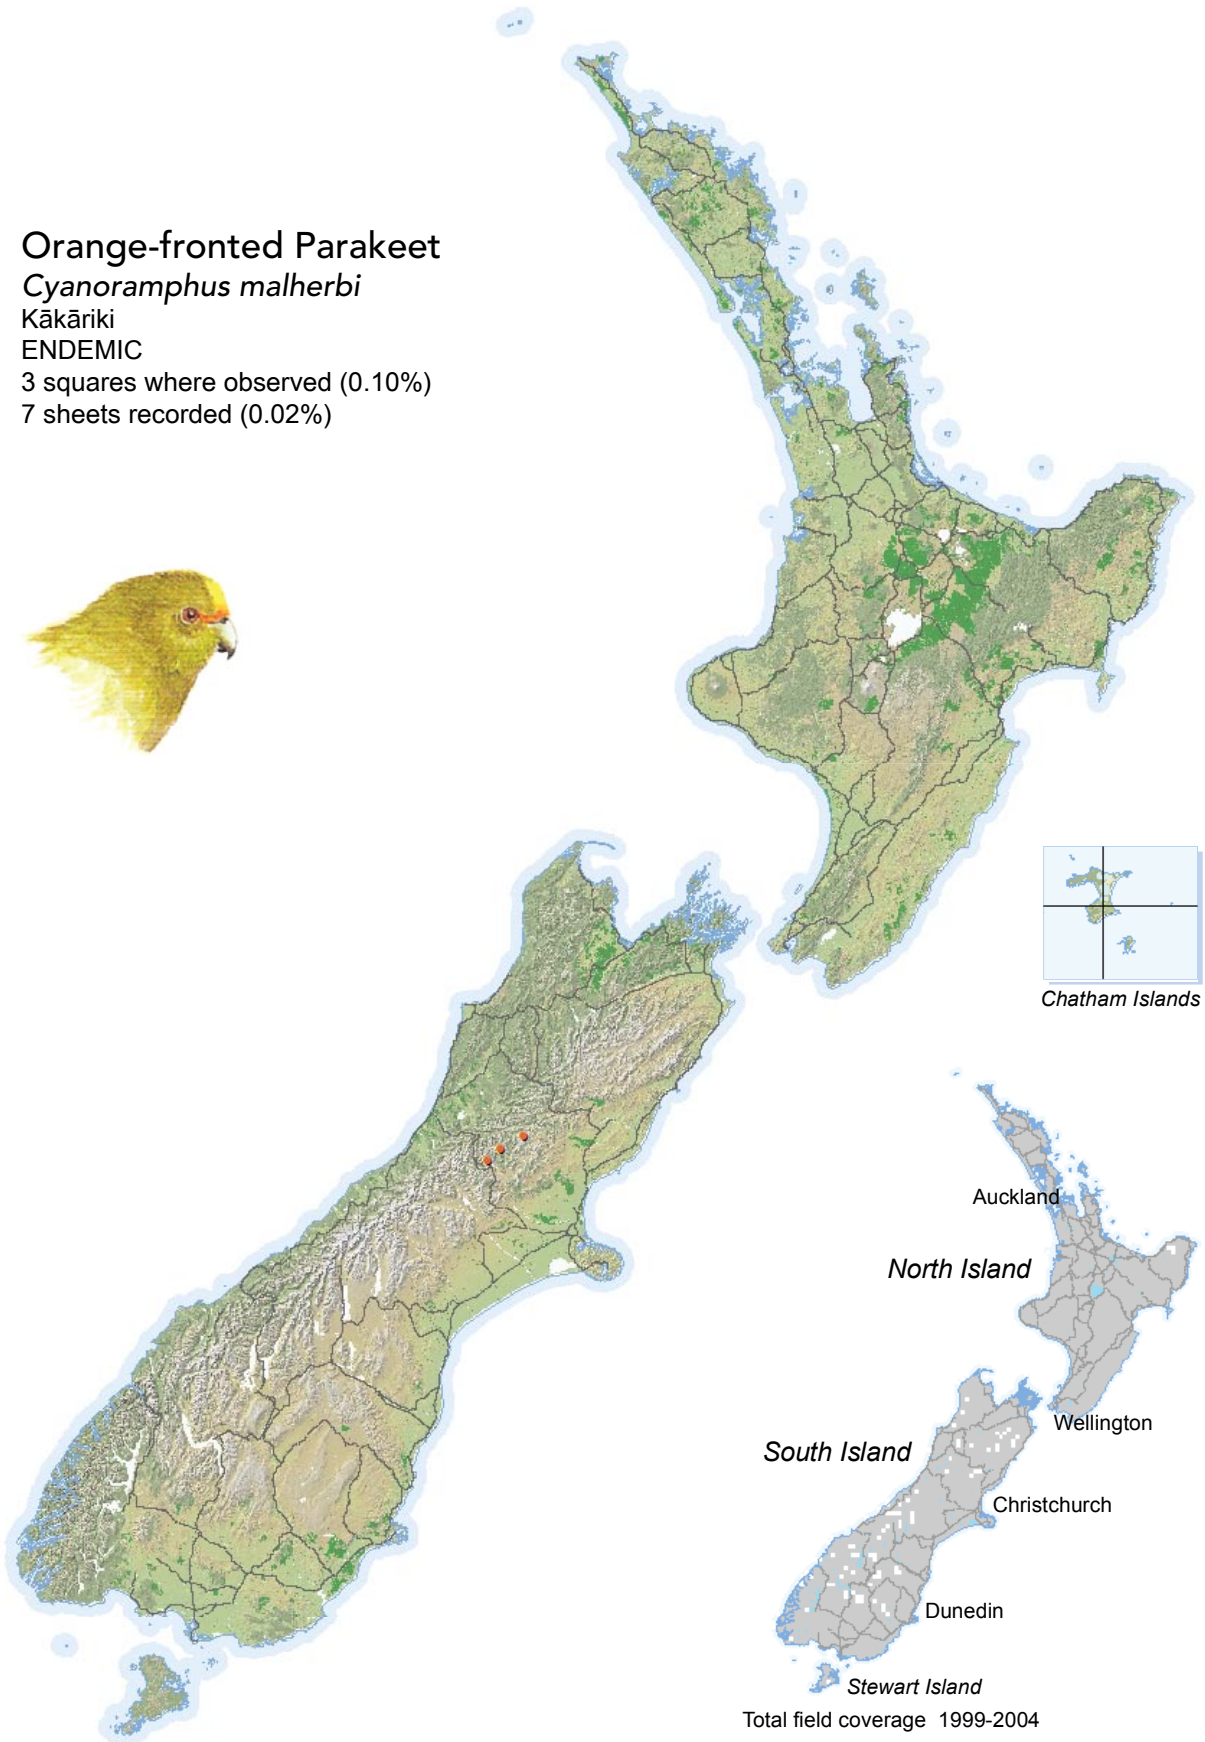 Orange-fronted Parakeet
Cyanoramphus malherbi
Kākāriki
ENDEMIC
3 squares where observed (0.10%)
7 sheets recorded (0.02%)
Chatham Islands
Auckland
North Island
Wellington
South Island
Christchurch
Dunedin
Stewart Island
Total field coverage 1999-2004